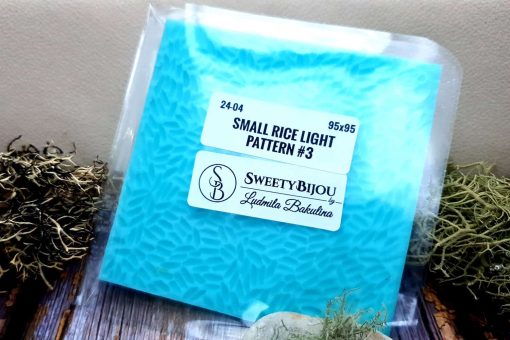 24-04
95x95
SMALL RICE LIGHT
PATTERN #3
SB
SWEETYBIJOU
by
Ludmila Bakulina